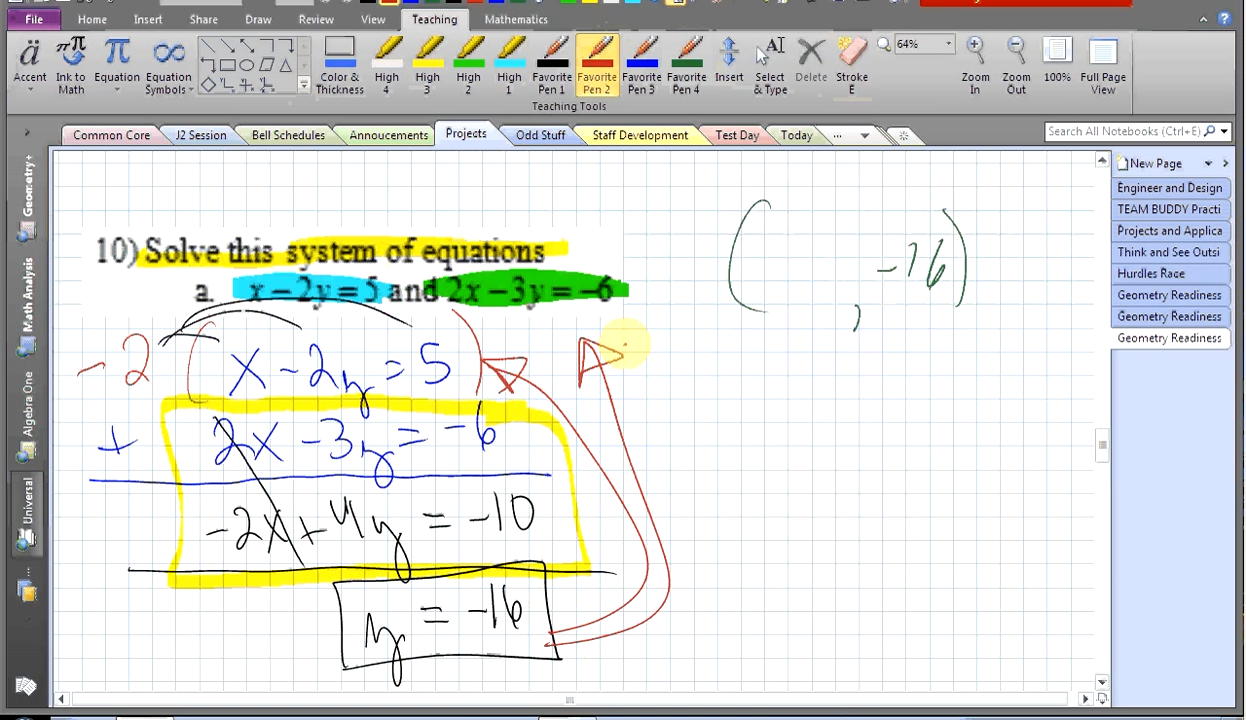 File Home Insert Share Draw Review View Teaching Mathematics
ä π ∞ 64%
Accent Ink to Math Equation Equation Symbols Color & Thickness High 4 High 3 High 2 High 1 Favorite Pen 1 Favorite Pen 2 Favorite Pen 3 Favorite Pen 4 Insert Select & Type Delete Stroke E Zoom In Zoom Out 100% Full Page View
Teaching Tools
Common Core J2 Session Bell Schedules Annoucements Projects Odd Stuff Staff Development Test Day Today ... Search All Notebooks (Ctrl+E)
Geometry+
Math Analysis
Algebra One
Universal
New Page
Engineer and Design
TEAM BUDDY Practi
Projects and Applica
Think and See Outsi
Hurdles Race
Geometry Readiness
Geometry Readiness
Geometry Readiness
10) Solve this system of equations
a. x – 2y = 5 and 2x – 3y = –6
( , -16)
-2 (x - 2y = 5)
+ 2x - 3y = -6
-2x + 4y = -10
y = -16